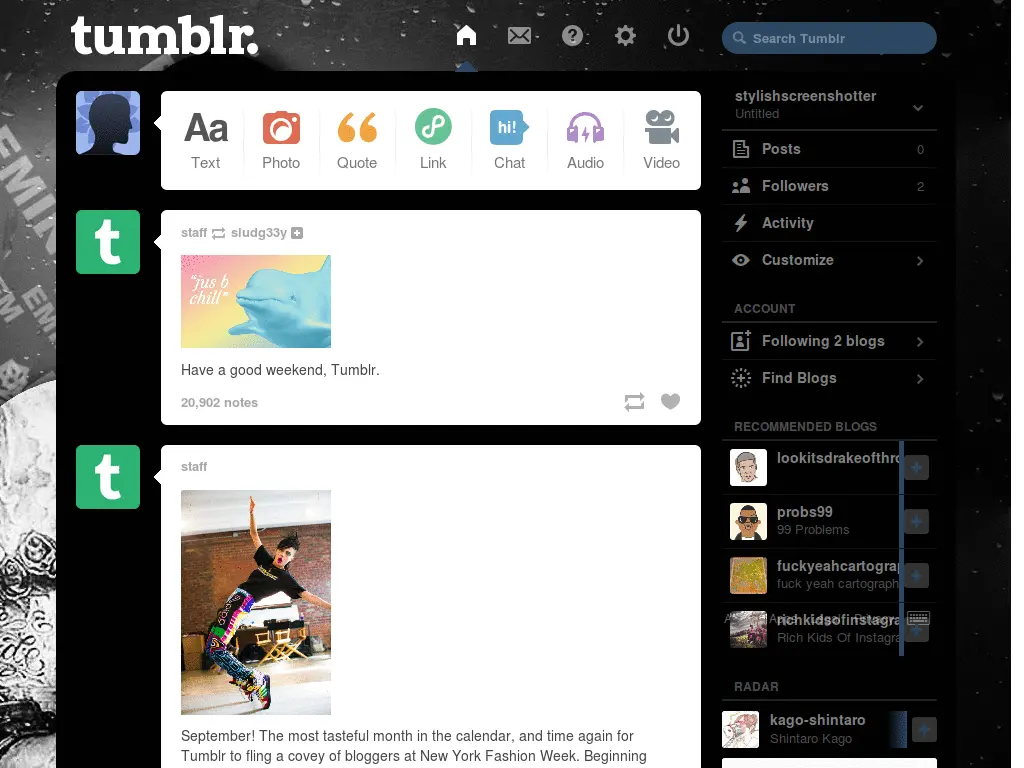 tumblr.
Search Tumblr
Aa
Text
Photo
Quote
Link
hi!
Chat
Audio
Video
stylishscreenshotter
Untitled
Posts 0
Followers 2
Activity
Customize
ACCOUNT
Following 2 blogs
Find Blogs
RECOMMENDED BLOGS
lookitsdrakeofthro
probs99
99 Problems
fuckyeahcartogra
fuck yeah cartograph
richkidsofinstagra
Rich Kids Of Instagra
RADAR
kago-shintaro
Shintaro Kago
t
staff sludg33y
"jus b
chill"
Have a good weekend, Tumblr.
20,902 notes
t
staff
September! The most tasteful month in the calendar, and time again for
Tumblr to fling a covey of bloggers at New York Fashion Week. Beginning